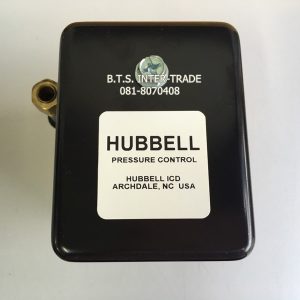 B.T.S. INTER-TRADE
081-8070408
HUBBELL
PRESSURE CONTROL
HUBBELL ICD
ARCHDALE, NC USA